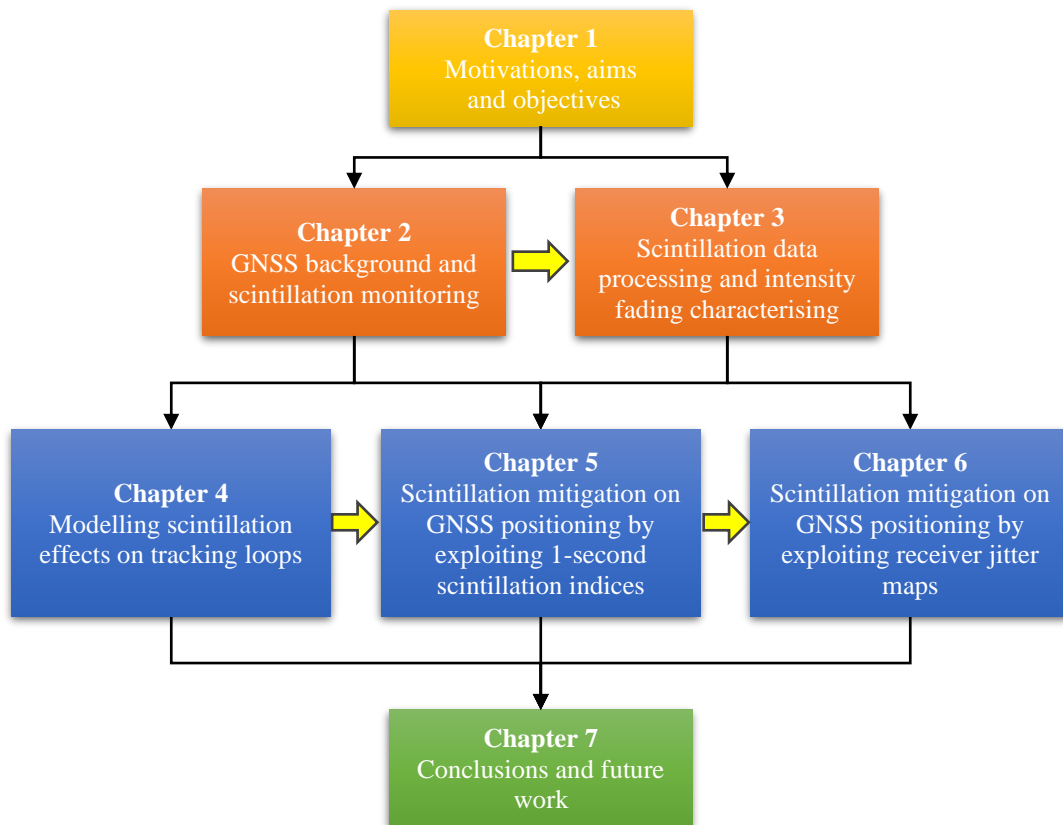 Chapter 1
Motivations, aims
and objectives
Chapter 2
GNSS background and
scintillation monitoring
Chapter 3
Scintillation data
processing and intensity
fading characterising
Chapter 4
Modelling scintillation
effects on tracking loops
Chapter 5
Scintillation mitigation on
GNSS positioning by
exploiting 1-second
scintillation indices
Chapter 6
Scintillation mitigation on
GNSS positioning by
exploiting receiver jitter
maps
Chapter 7
Conclusions and future
work